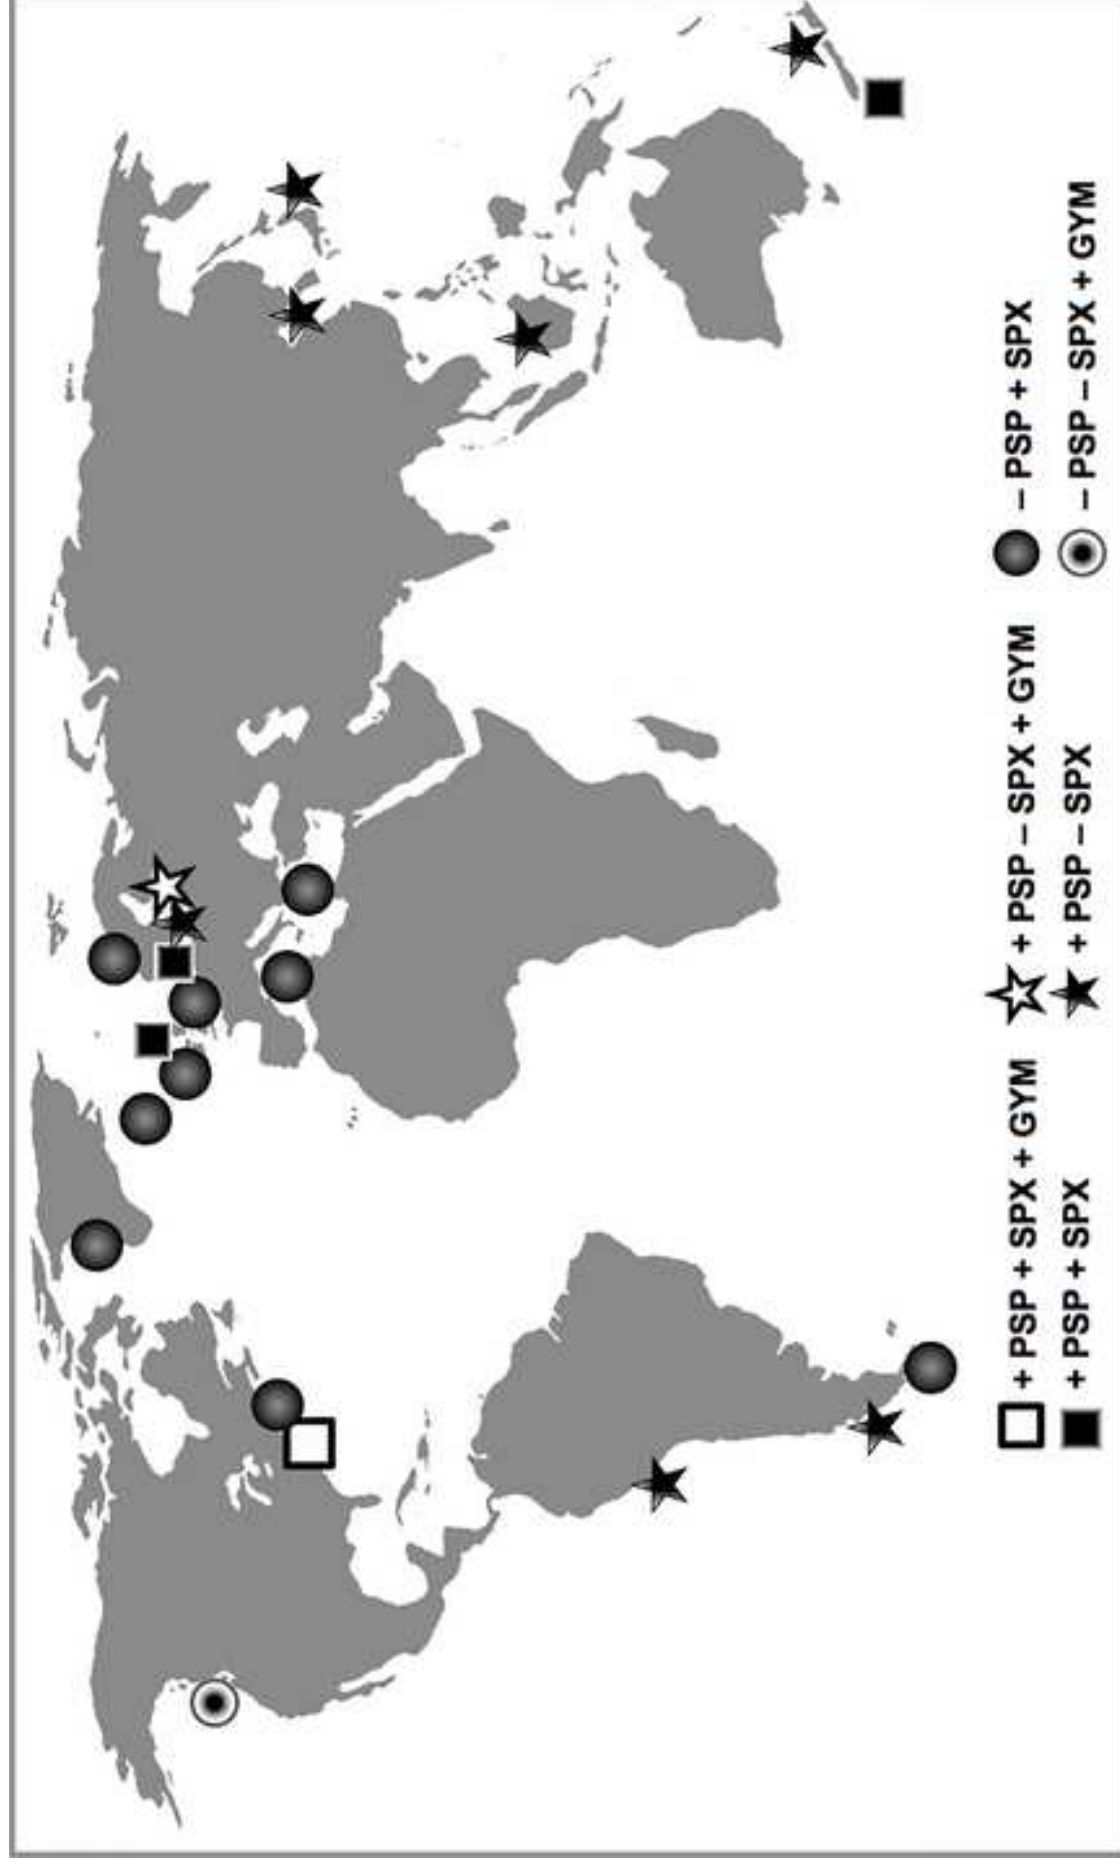 + PSP + SPX + GYM
+ PSP – SPX + GYM
– PSP + SPX
+ PSP + SPX
+ PSP – SPX
– PSP – SPX + GYM